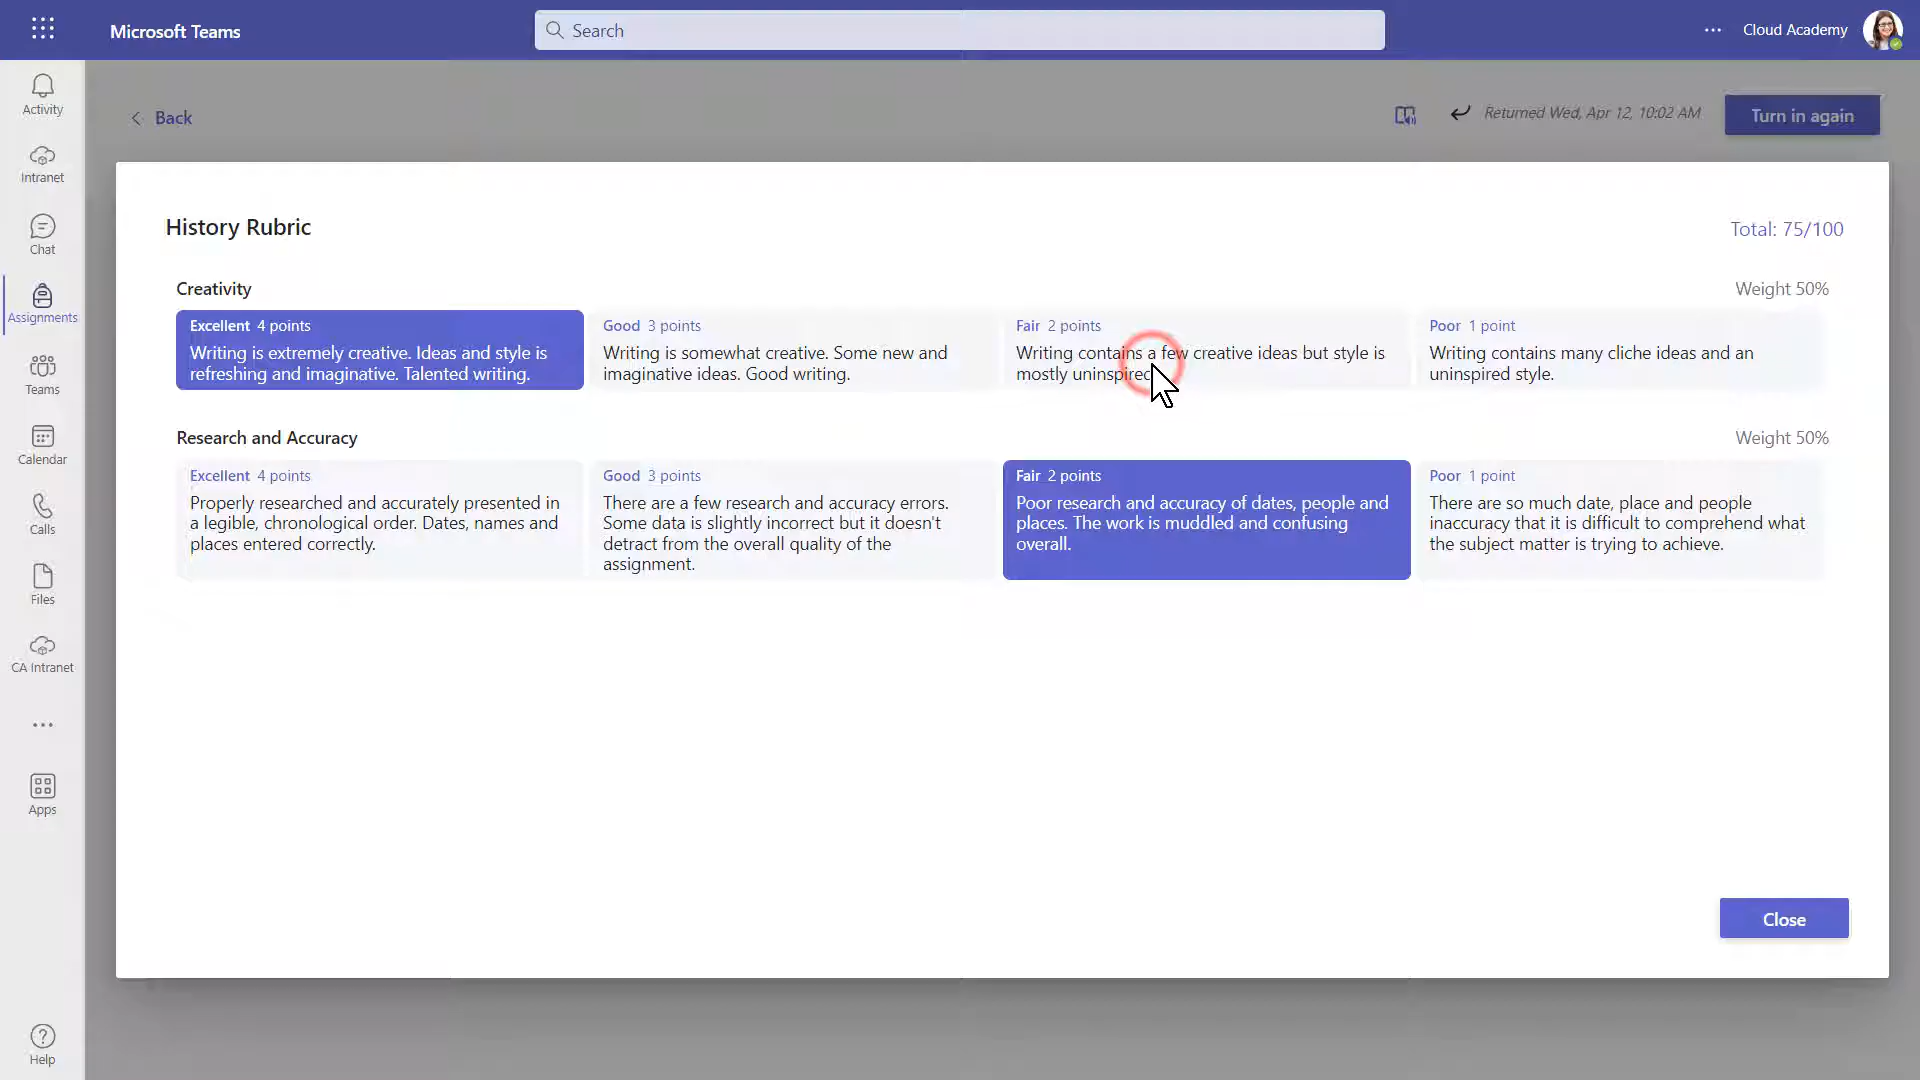 Microsoft Teams
Search
Cloud Academy
Activity
Intranet
Chat
Assignments
Teams
Calendar
Calls
Files
CA Intranet
Apps
Help
Back
Returned Wed, Apr 12, 10:02 AM
Turn in again
History Rubric
Total: 75/100
Creativity
Weight 50%
Excellent 4 points
Writing is extremely creative. Ideas and style is
refreshing and imaginative. Talented writing.
Good 3 points
Writing is somewhat creative. Some new and
imaginative ideas. Good writing.
Fair 2 points
Writing contains a few creative ideas but style is
mostly uninspired
Poor 1 point
Writing contains many cliche ideas and an
uninspired style.
Research and Accuracy
Weight 50%
Excellent 4 points
Properly researched and accurately presented in
a legible, chronological order. Dates, names and
places entered correctly.
Good 3 points
There are a few research and accuracy errors.
Some data is slightly incorrect but it doesn't
detract from the overall quality of the
assignment.
Fair 2 points
Poor research and accuracy of dates, people and
places. The work is muddled and confusing
overall.
Poor 1 point
There are so much date, place and people
inaccuracy that it is difficult to comprehend what
the subject matter is trying to achieve.
Close